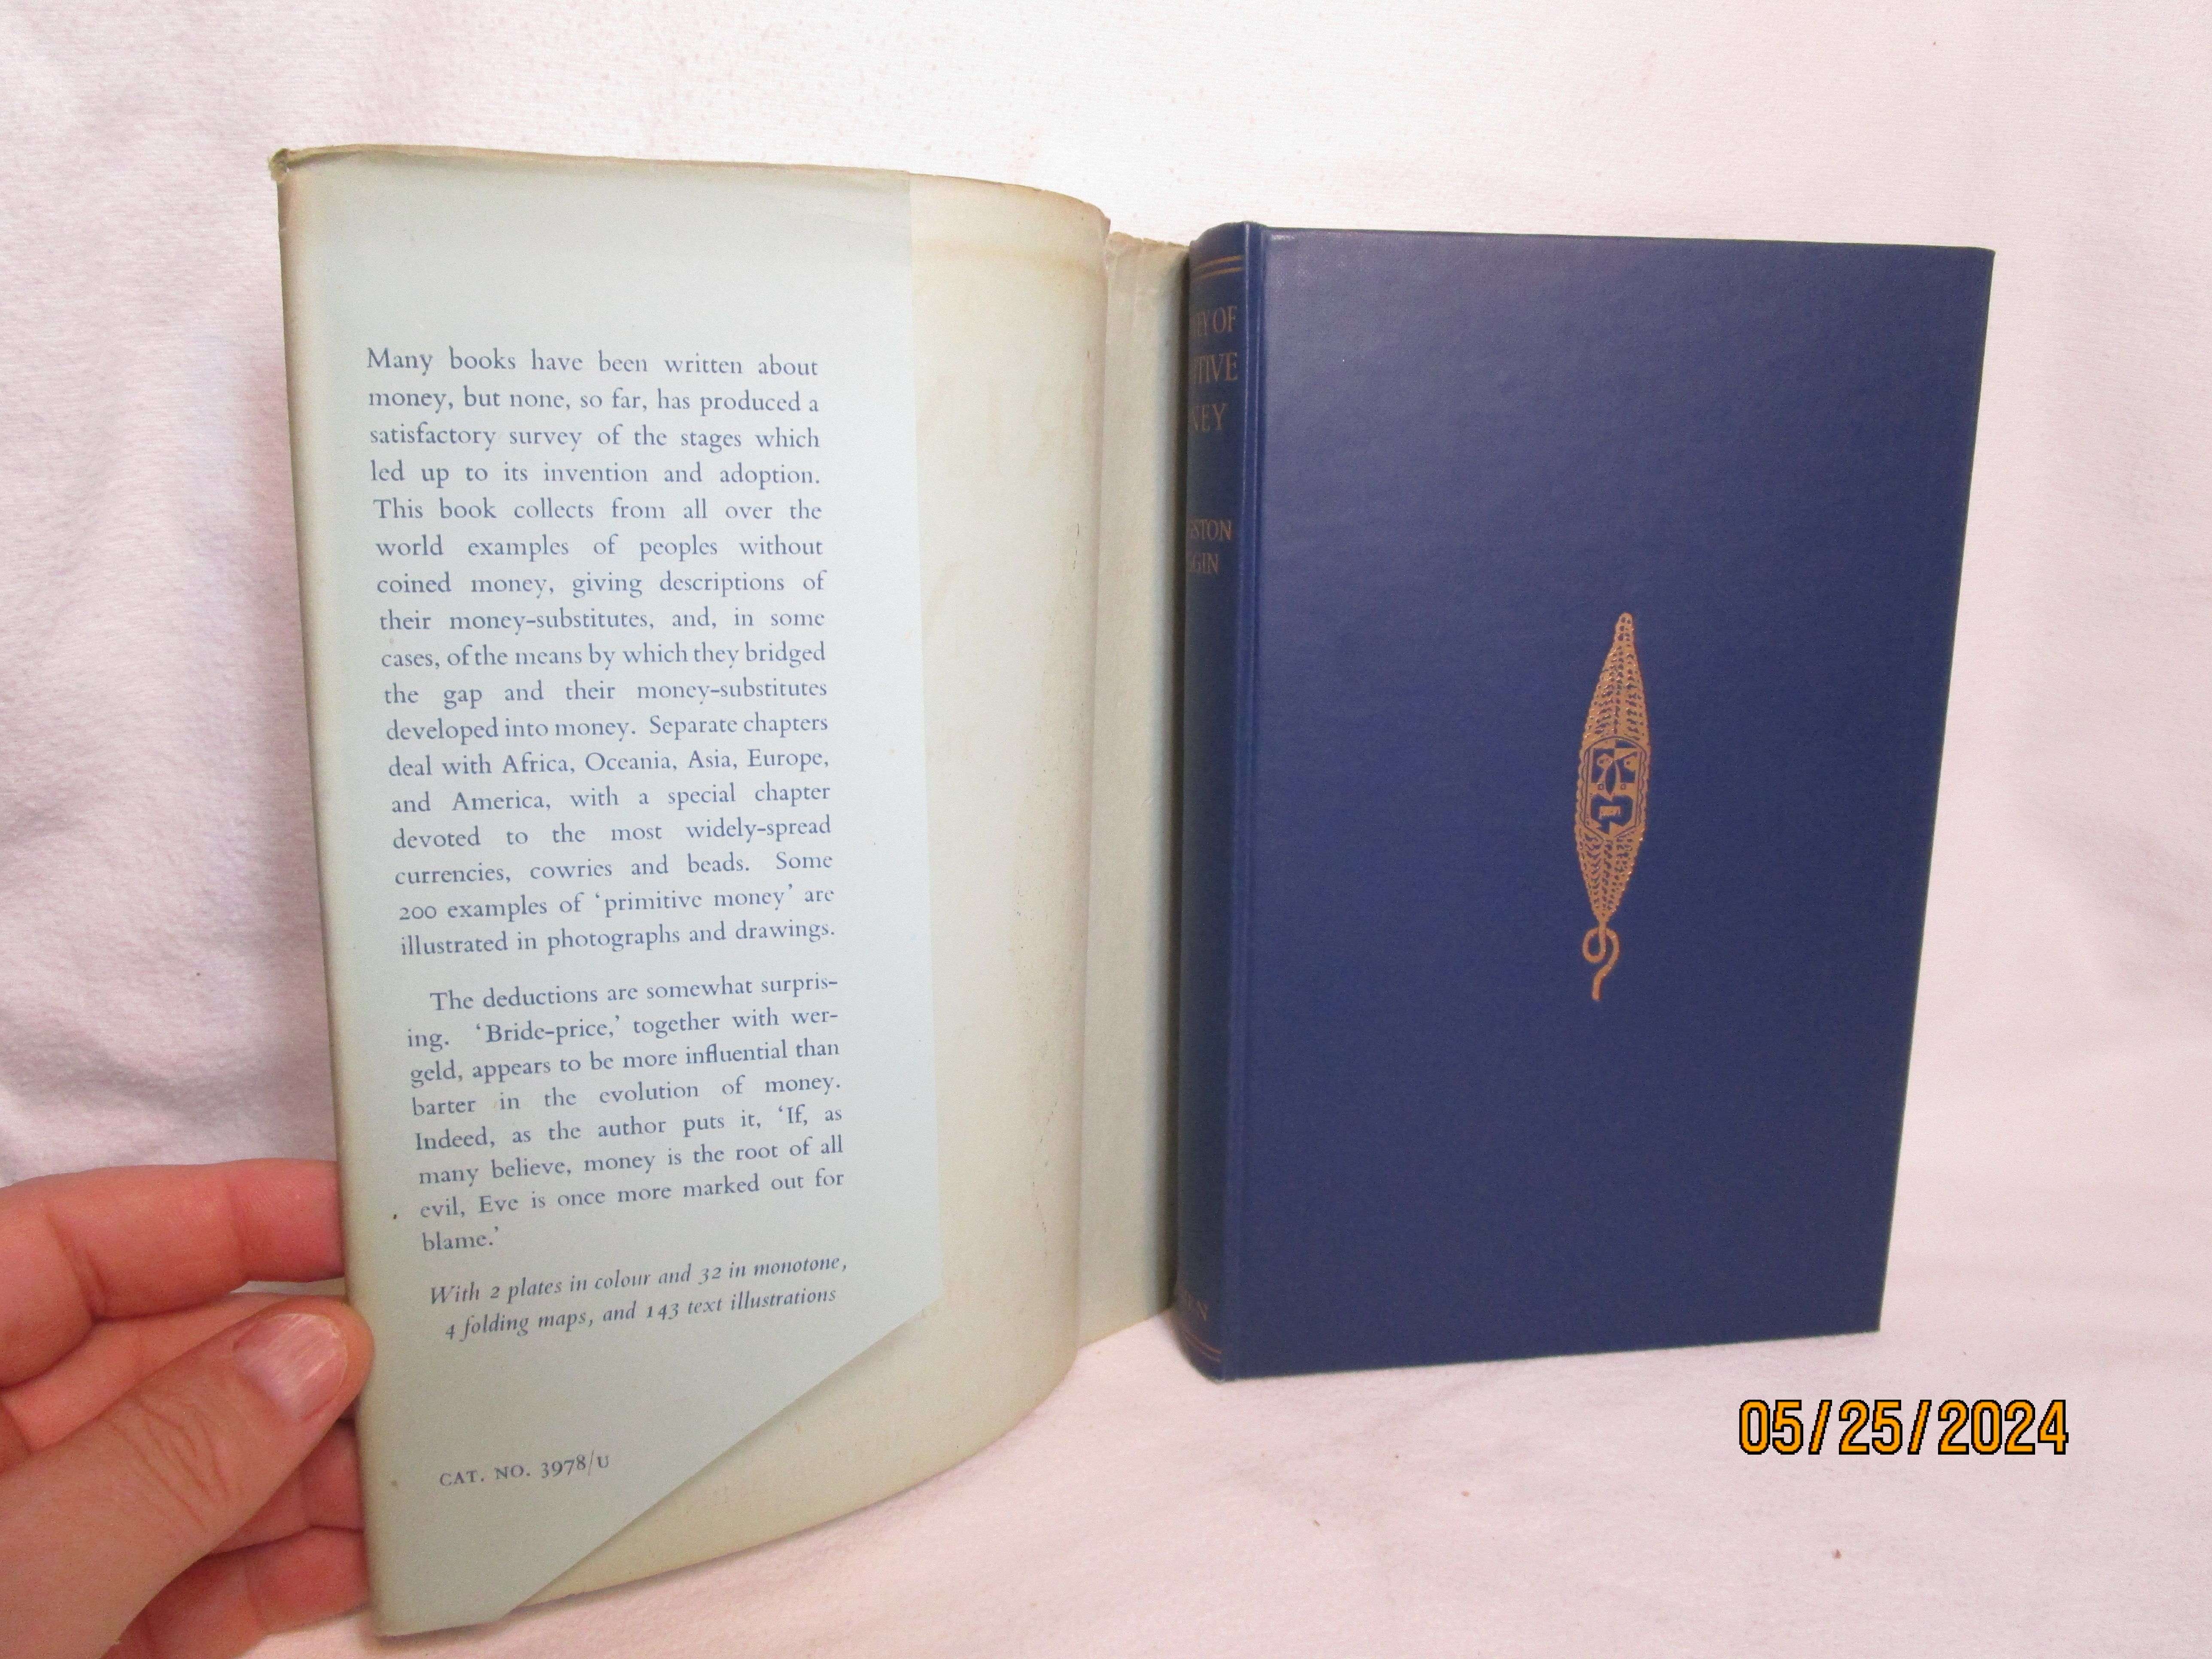 Many books have been written about
money, but none, so far, has produced a
satisfactory survey of the stages which
led up to its invention and adoption.
This book collects from all over the
world examples of peoples without
coined money, giving descriptions of
their money-substitutes, and, in some
cases, of the means by which they bridged
the gap and their money-substitutes
developed into money. Separate chapters
deal with Africa, Oceania, Asia, Europe,
and America, with a special chapter
devoted to the most widely-spread
currencies, cowries and beads. Some
200 examples of 'primitive money' are
illustrated in photographs and drawings.
The deductions are somewhat surpris-
ing. 'Bride-price,' together with wer-
geld, appears to be more influential than
barter in the evolution of money.
Indeed, as the author puts it, 'If, as
many believe, money is the root of all
evil, Eve is once more marked out for
blame.'
With 2 plates in colour and 32 in monotone,
4 folding maps, and 143 text illustrations
CAT. NO. 3978/U
EY OF
TIVE
NEY
STON
GIN
05/25/2024